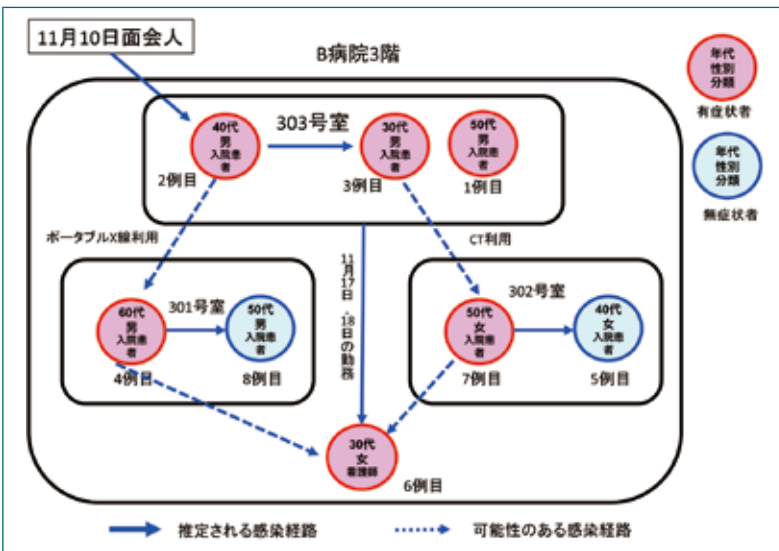 11月10日面会人
B病院3階
年代
性別
分類
有症状者
年代
性別
分類
無症状者
303号室
40代
男
入院患
者
2例目
30代
男
入院患
者
3例目
50代
男
入院患
者
1例目
ポータブルX線利用
CT利用
11月17日
・18日の勤務
301号室
60代
男
入院患
者
4例目
50代
男
入院患
者
8例目
302号室
50代
女
入院患
者
7例目
40代
女
入院患
者
5例目
30代
女
看護師
6例目
推定される感染経路
可能性のある感染経路